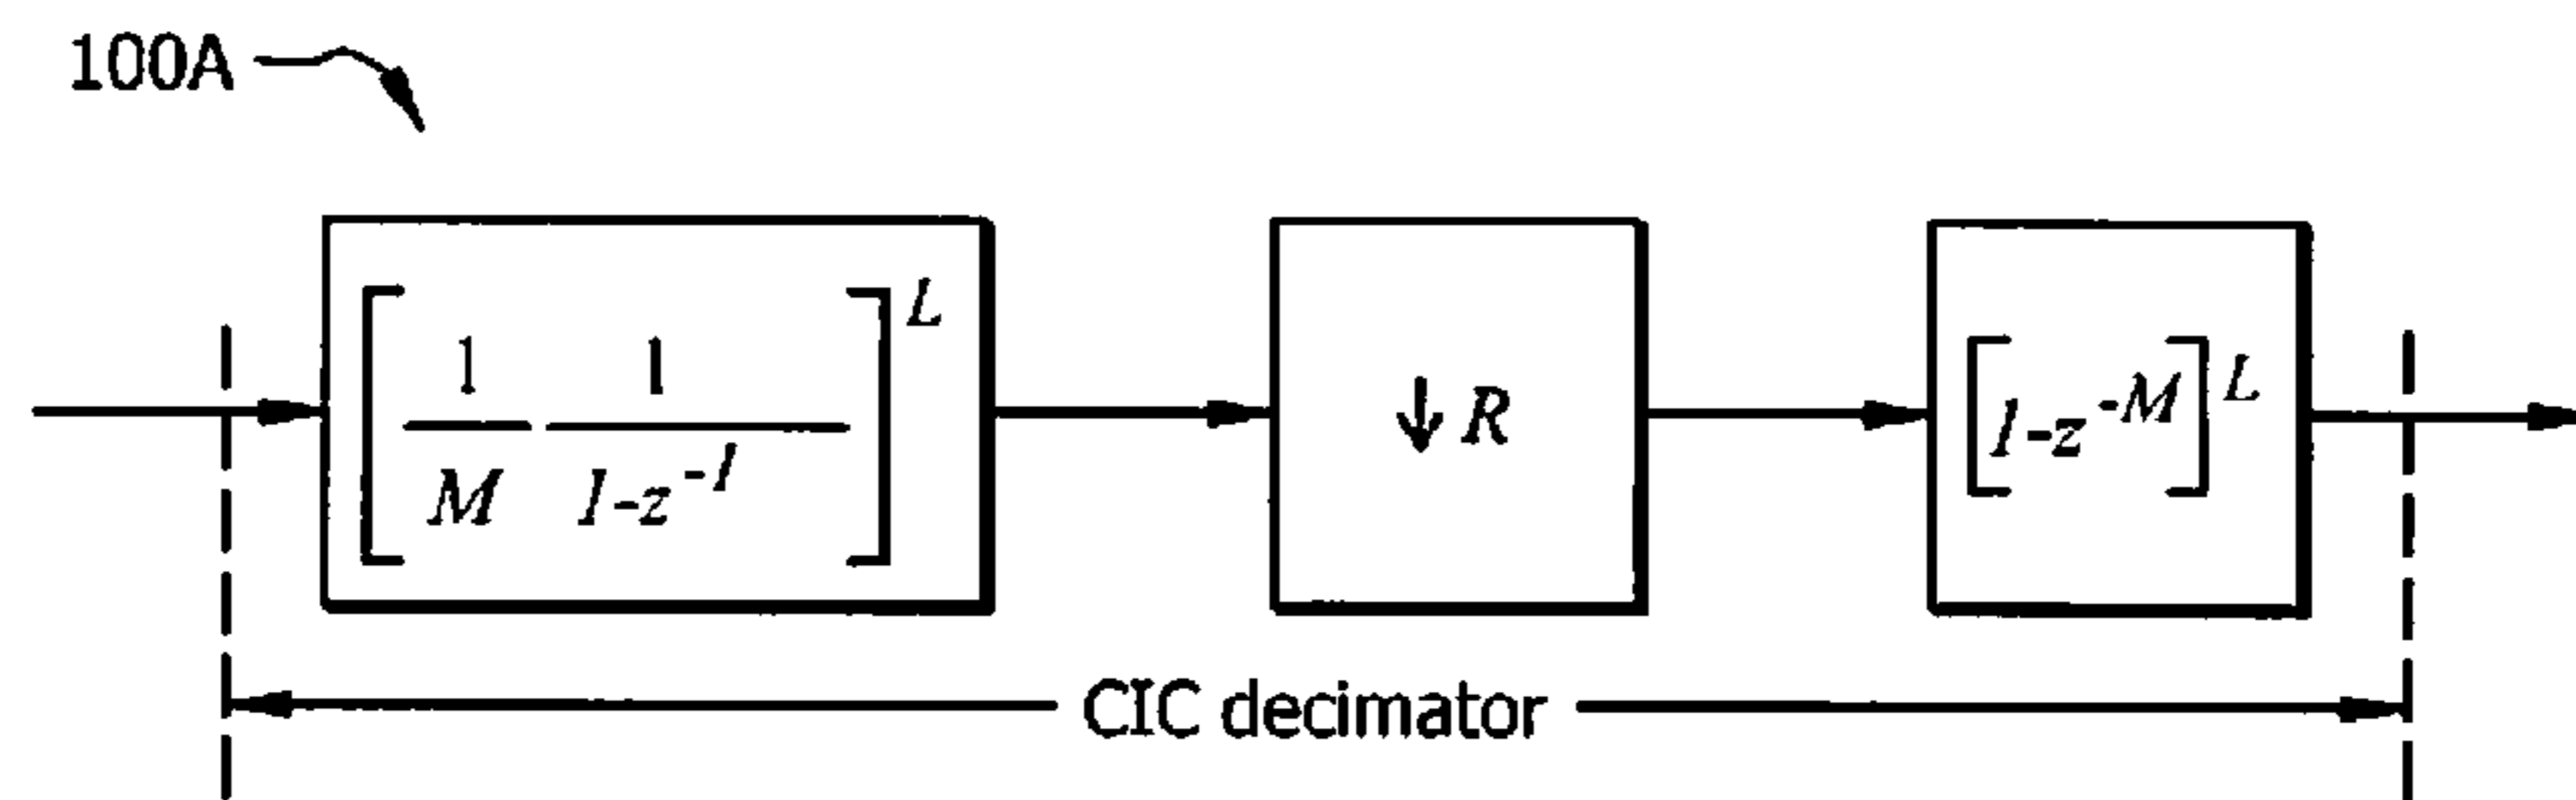 100A
[1/M 1/1-z^-1]^L
↓ R
[1-z^-M]^L
CIC decimator